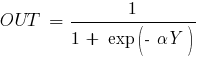 OUT = 1 / (1 + exp(- αY))